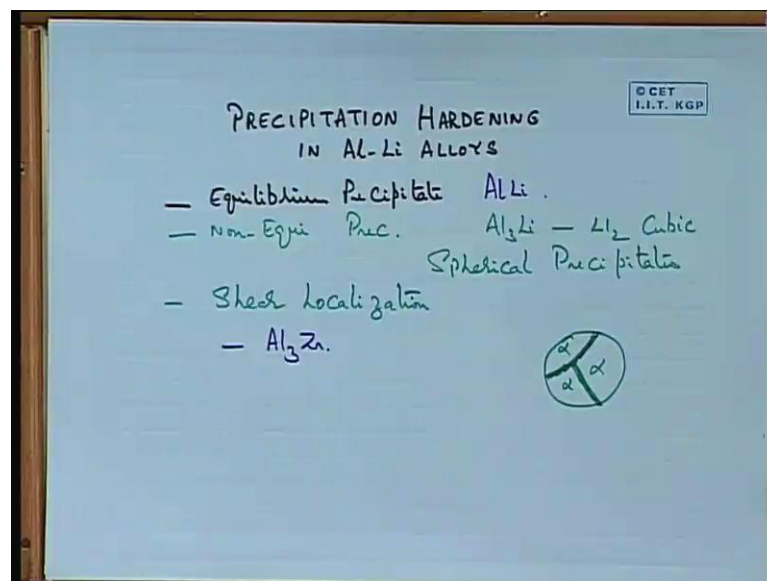 © CET
I.I.T. KGP
PRECIPITATION HARDENING
IN Al-Li ALLOYS
— Equilibrium Precipitate AlLi.
— Non-Equi Prec. Al3Li — L12 Cubic
Spherical Precipitates
— Shear Localization
— Al3Zr.
α
α
α